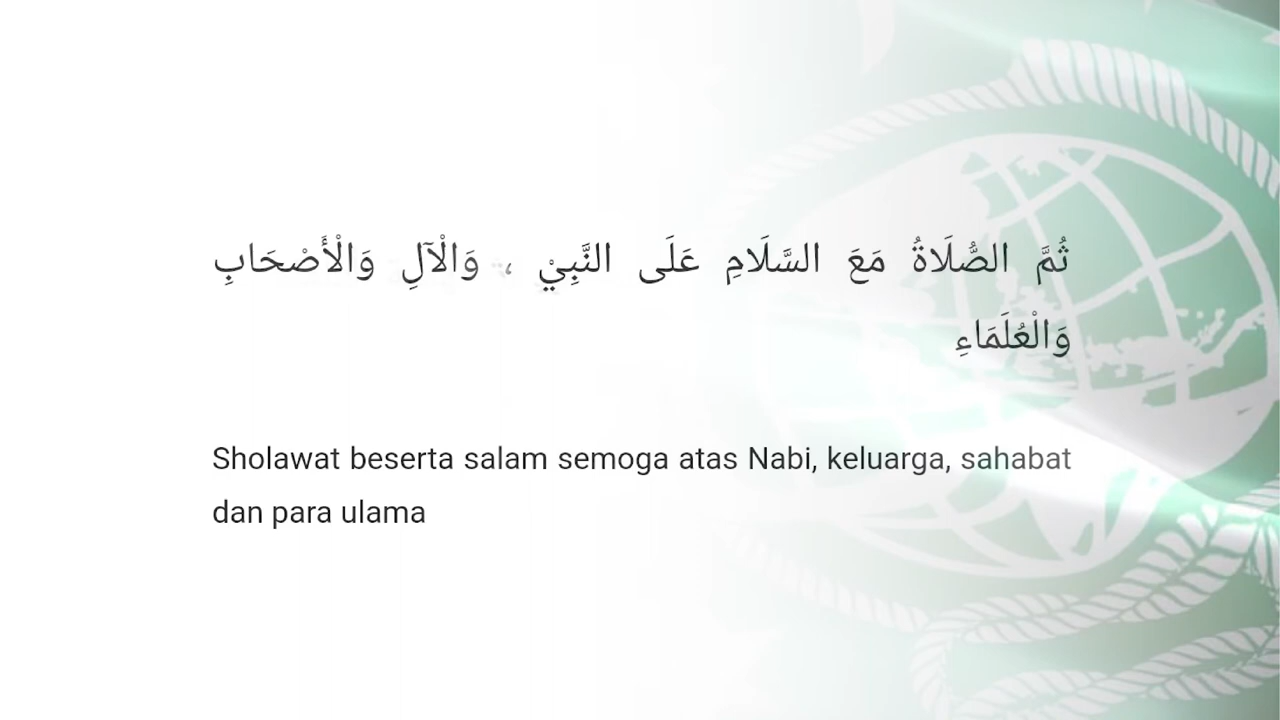 ثُمَّ الصُّلَاةُ مَعَ السَّلَامِ عَلَى النَّبِيْ ، وَالْآلِ وَالْأَصْحَابِ
وَالْعُلَمَاءِ
Sholawat beserta salam semoga atas Nabi, keluarga, sahabat
dan para ulama